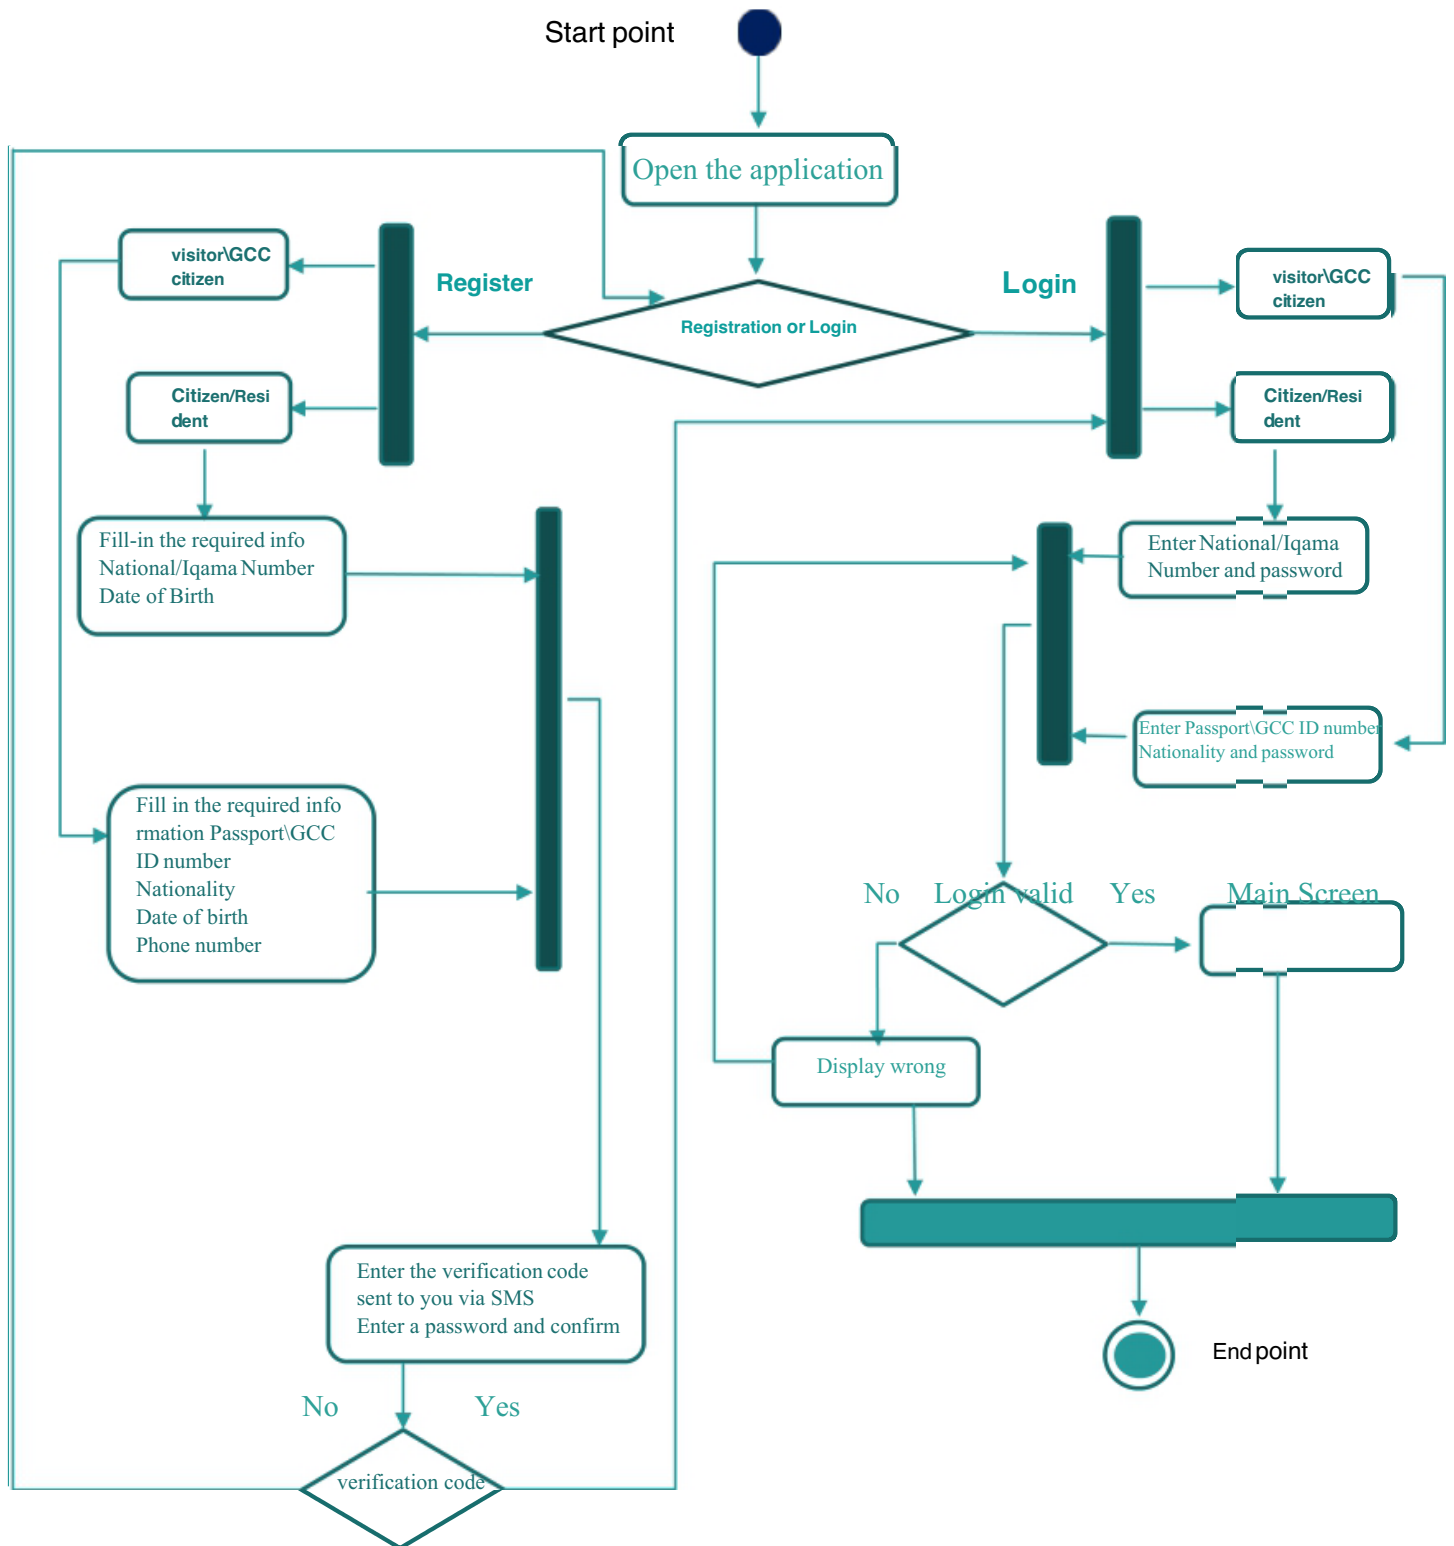 Start point
Open the application
visitor\GCC
citizen
Register
Login
visitor\GCC
citizen
Registration or Login
Citizen/Resi
dent
Citizen/Resi
dent
Fill-in the required info
National/Iqama Number
Date of Birth
Enter National/Iqama
Number and password
Enter Passport\GCC ID number
Nationality and password
Fill in the required info
rmation Passport\GCC
ID number
Nationality
Date of birth
Phone number
No
Login valid
Yes
Main Screen
Display wrong
Enter the verification code
sent to you via SMS
Enter a password and confirm
End point
No
Yes
verification code